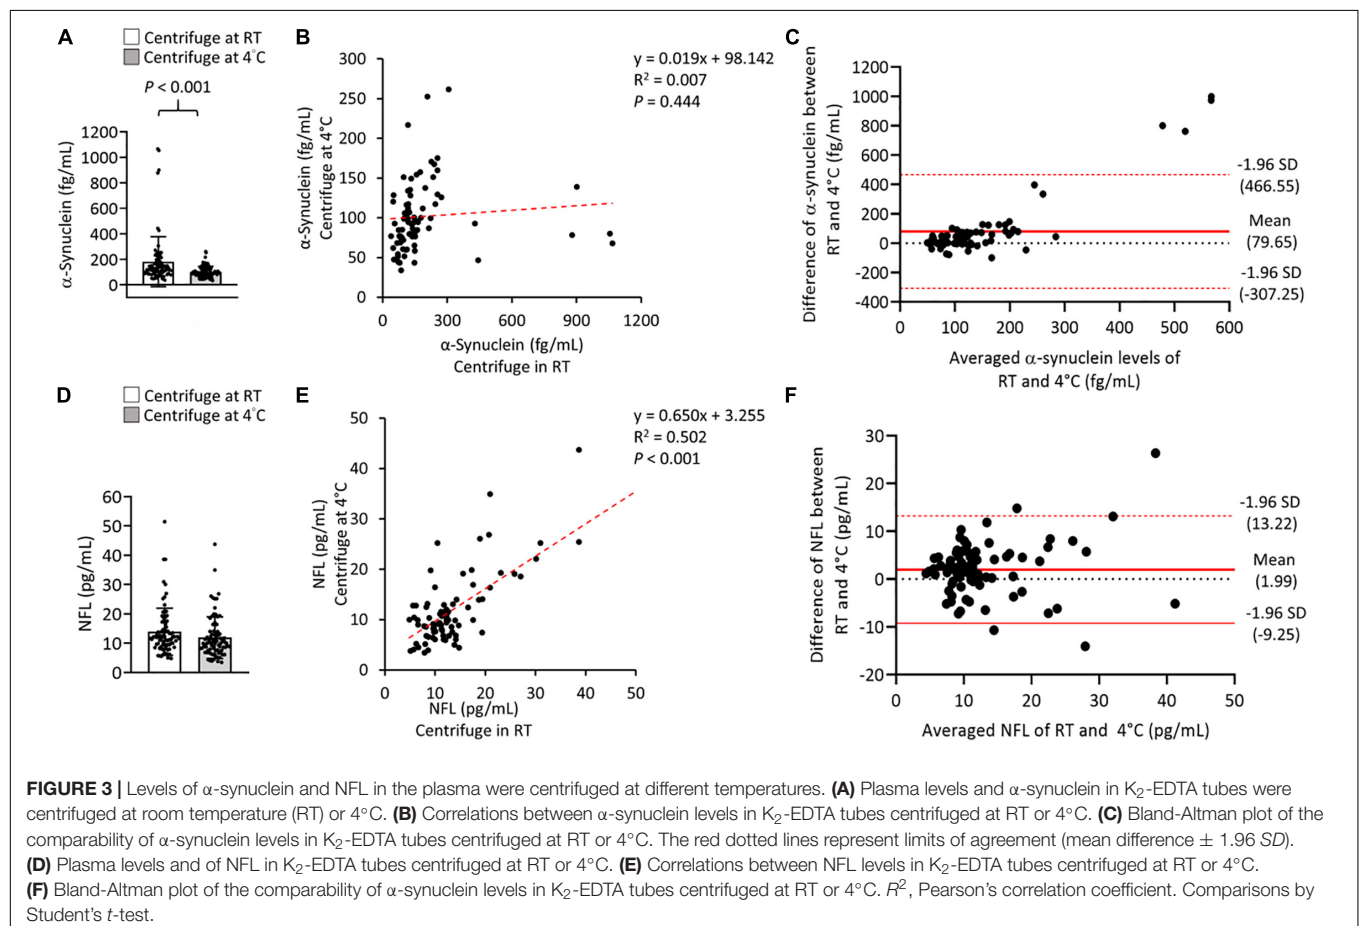 A
Centrifuge at RT
Centrifuge at 4°C
P < 0.001
α-Synuclein (fg/mL)
1200
1000
800
600
400
200
0
B
y = 0.019x + 98.142
R² = 0.007
P = 0.444
α-Synuclein (fg/mL)
Centrifuge at 4°C
300
250
200
150
100
50
0
0 300 600 900 1200
α-Synuclein (fg/mL)
Centrifuge in RT
C
Difference of α-synuclein between
RT and 4°C (fg/mL)
1200
1000
800
600
400
200
0
-200
-400
-1.96 SD
(466.55)
Mean
(79.65)
-1.96 SD
(-307.25)
0 100 200 300 400 500 600
Averaged α-synuclein levels of
RT and 4°C (fg/mL)
D
Centrifuge at RT
Centrifuge at 4°C
NFL (pg/mL)
60
50
40
30
20
10
0
E
y = 0.650x + 3.255
R² = 0.502
P < 0.001
NFL (pg/mL)
Centrifuge at 4°C
50
40
30
20
10
0
0 10 20 30 40 50
NFL (pg/mL)
Centrifuge in RT
F
Difference of NFL between
RT and 4°C (pg/mL)
30
20
10
0
-10
-20
-1.96 SD
(13.22)
Mean
(1.99)
-1.96 SD
(-9.25)
0 10 20 30 40 50
Averaged NFL of RT and 4°C (pg/mL)
FIGURE 3 | Levels of α-synuclein and NFL in the plasma were centrifuged at different temperatures. (A) Plasma levels and α-synuclein in K₂-EDTA tubes were
centrifuged at room temperature (RT) or 4°C. (B) Correlations between α-synuclein levels in K₂-EDTA tubes centrifuged at RT or 4°C. (C) Bland-Altman plot of the
comparability of α-synuclein levels in K₂-EDTA tubes centrifuged at RT or 4°C. The red dotted lines represent limits of agreement (mean difference ± 1.96 SD).
(D) Plasma levels and of NFL in K₂-EDTA tubes centrifuged at RT or 4°C. (E) Correlations between NFL levels in K₂-EDTA tubes centrifuged at RT or 4°C.
(F) Bland-Altman plot of the comparability of α-synuclein levels in K₂-EDTA tubes centrifuged at RT or 4°C. R², Pearson's correlation coefficient. Comparisons by
Student's t-test.